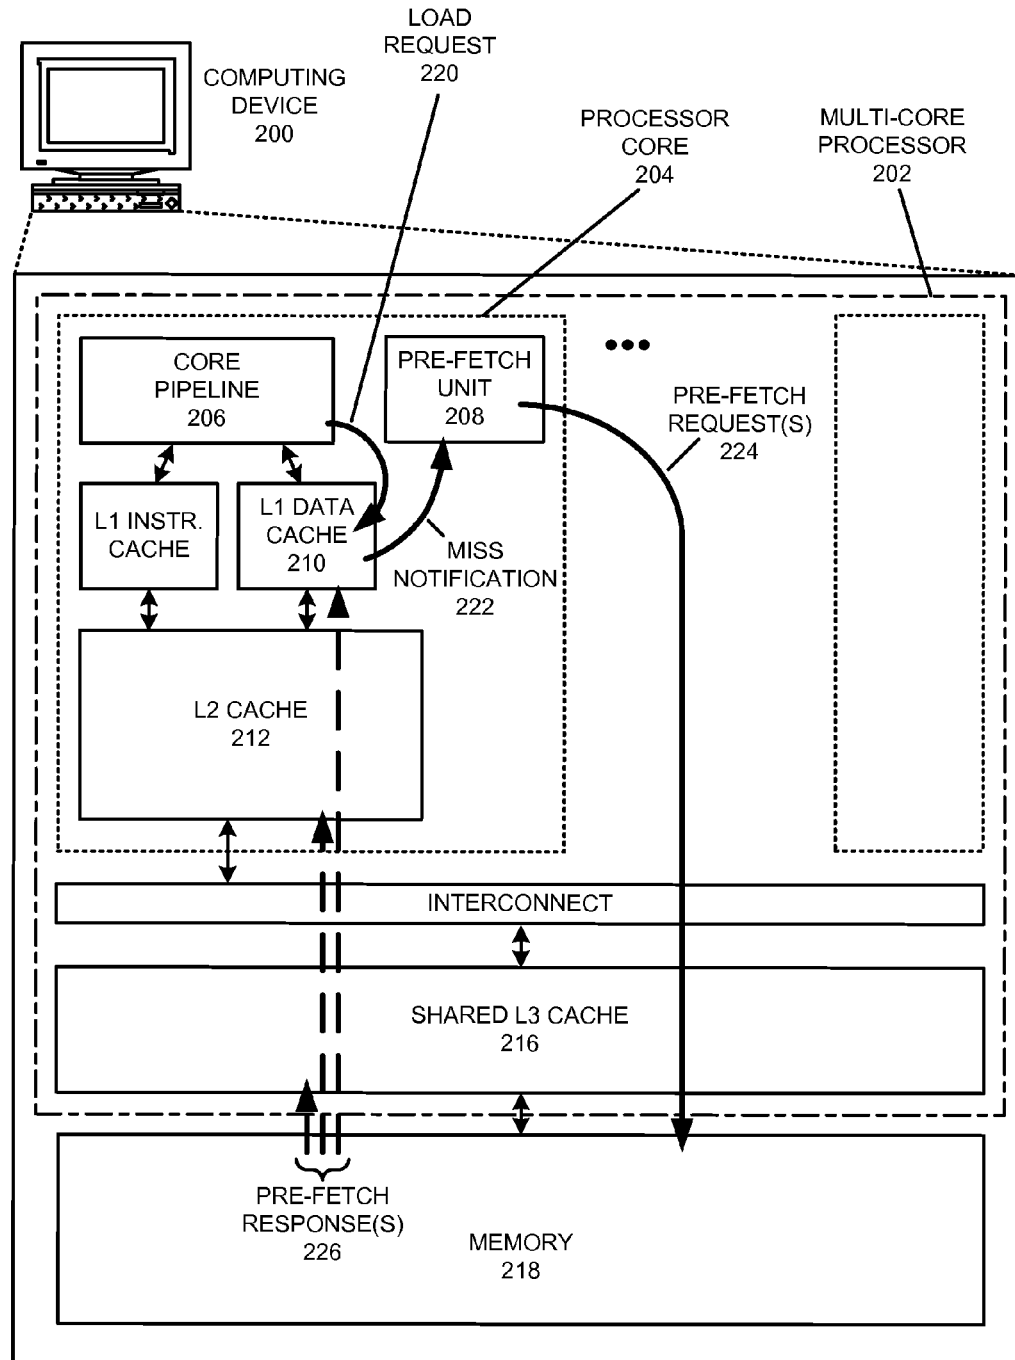 LOAD
REQUEST
220
COMPUTING
DEVICE
200
PROCESSOR
CORE
204
MULTI-CORE
PROCESSOR
202
CORE
PIPELINE
206
PRE-FETCH
UNIT
208
•••
PRE-FETCH
REQUEST(S)
224
L1 INSTR.
CACHE
L1 DATA
CACHE
210
MISS
NOTIFICATION
222
L2 CACHE
212
INTERCONNECT
SHARED L3 CACHE
216
PRE-FETCH
RESPONSE(S)
226
MEMORY
218